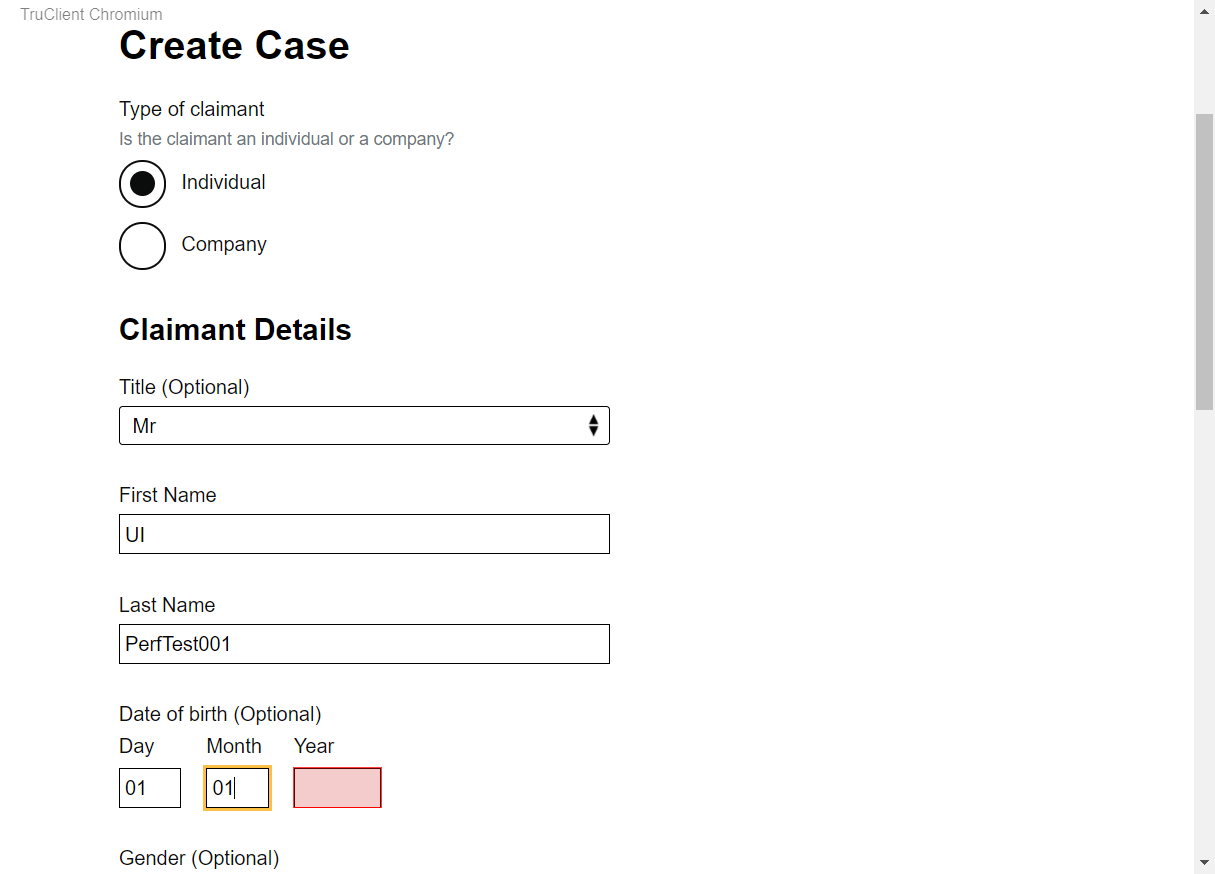 TruClient Chromium
Create Case
Type of claimant
Is the claimant an individual or a company?
Individual
Company
Claimant Details
Title (Optional)
Mr
First Name
UI
Last Name
PerfTest001
Date of birth (Optional)
Day Month Year
01 01
Gender (Optional)